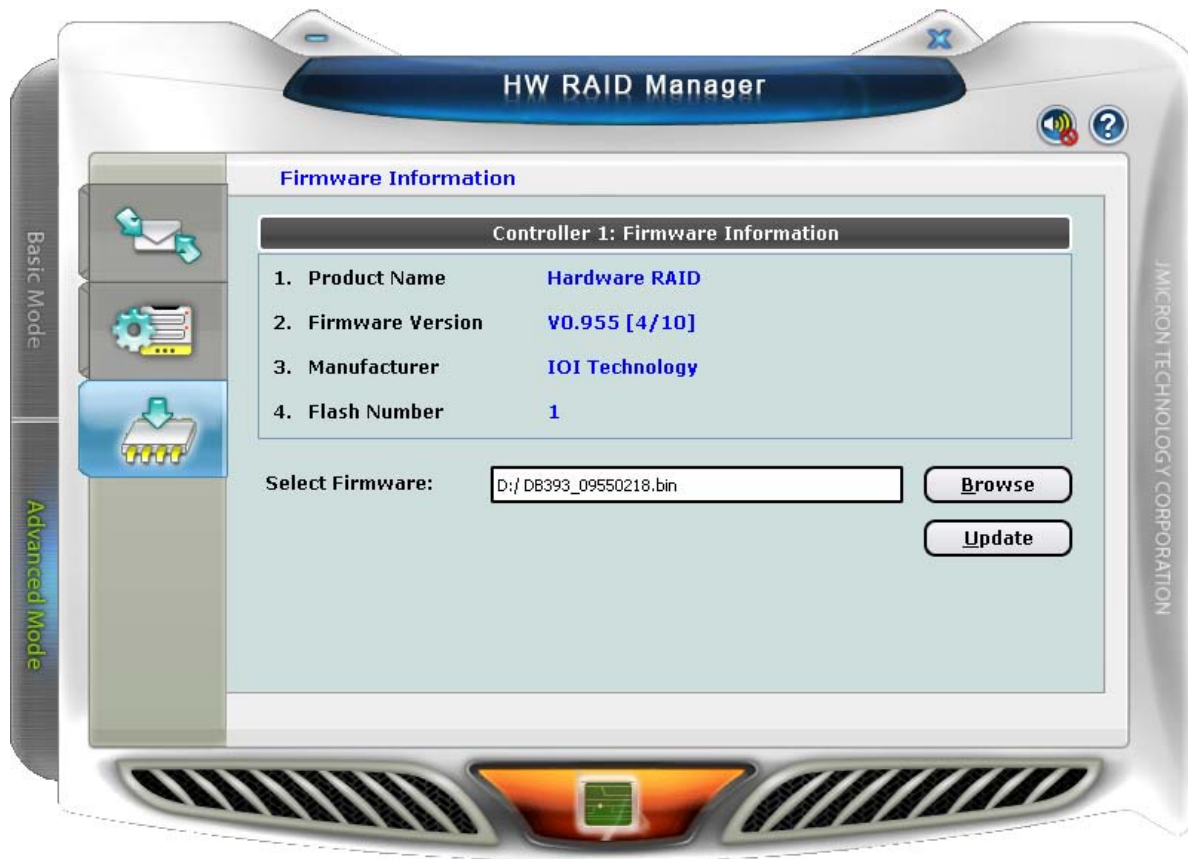 HW RAID Manager
Firmware Information
Controller 1: Firmware Information
1. Product Name Hardware RAID
2. Firmware Version V0.955 [4/10]
3. Manufacturer IOI Technology
4. Flash Number 1
Select Firmware: D:/ DB393_09550218.bin Browse
Update
Basic Mode
Advanced Mode
JMICRON TECHNOLOGY CORPORATION